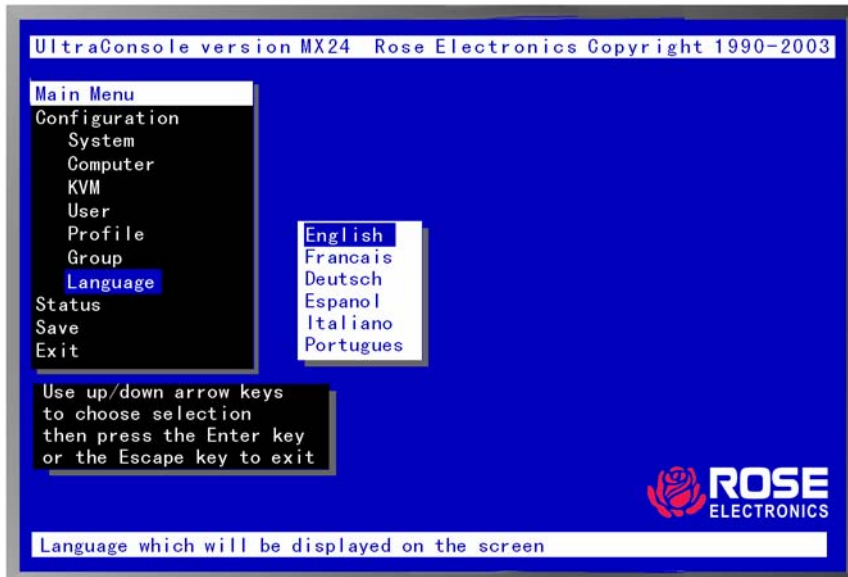 UltraConsole version MX24 Rose Electronics Copyright 1990-2003
Main Menu
Configuration
System
Computer
KVM
User
Profile
Group
Language
Status
Save
Exit
English
Francais
Deutsch
Espanol
Italiano
Portugues
Use up/down arrow keys
to choose selection
then press the Enter key
or the Escape key to exit
ROSE
ELECTRONICS
Language which will be displayed on the screen